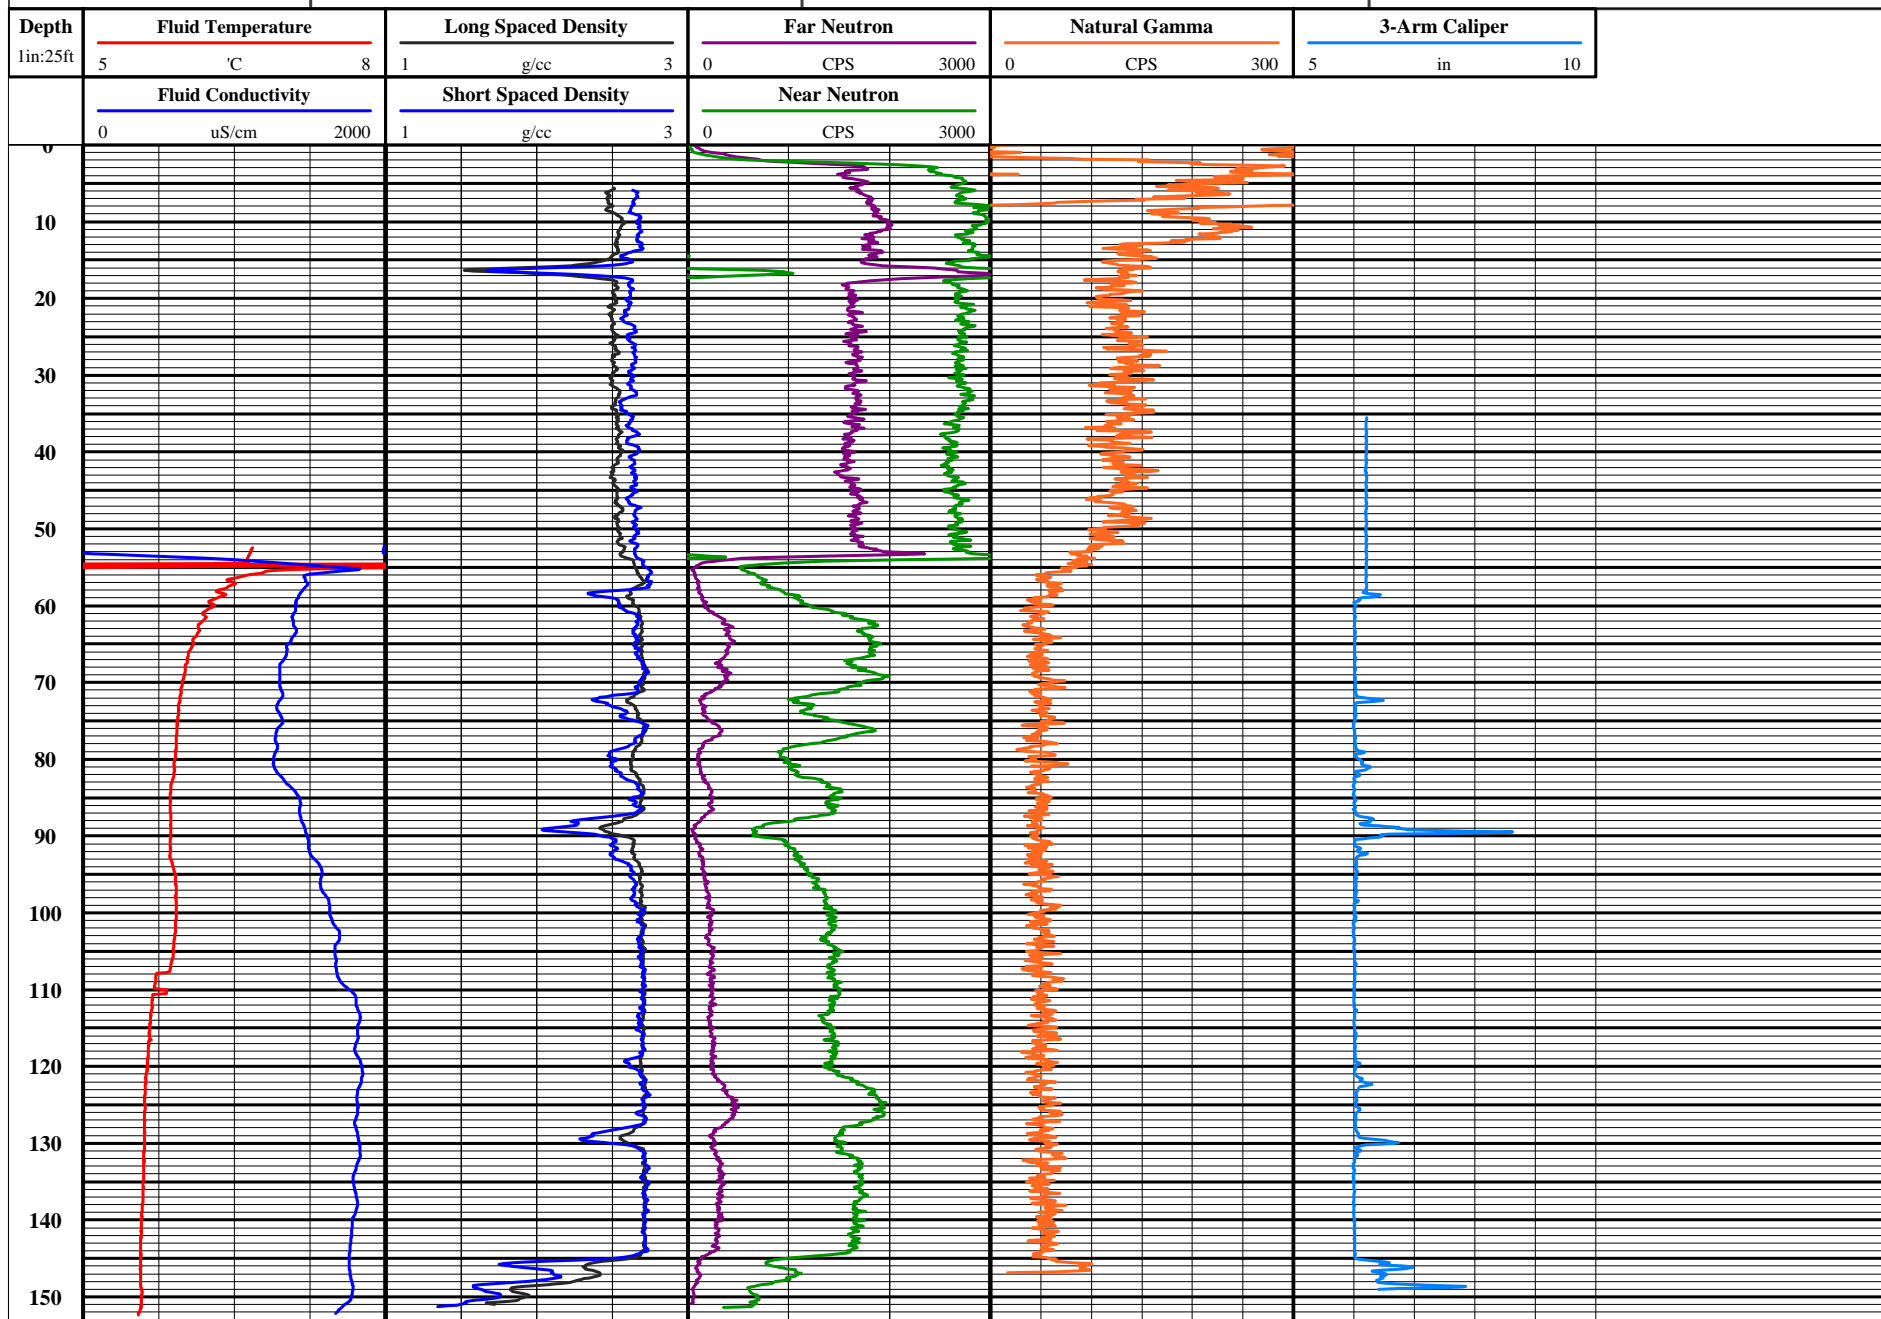 Depth
1in:25ft
Fluid Temperature
5 'C 8
Long Spaced Density
1 g/cc 3
Far Neutron
0 CPS 3000
Natural Gamma
0 CPS 300
3-Arm Caliper
5 in 10
Fluid Conductivity
0 uS/cm 2000
Short Spaced Density
1 g/cc 3
Near Neutron
0 CPS 3000
0
10
20
30
40
50
60
70
80
90
100
110
120
130
140
150